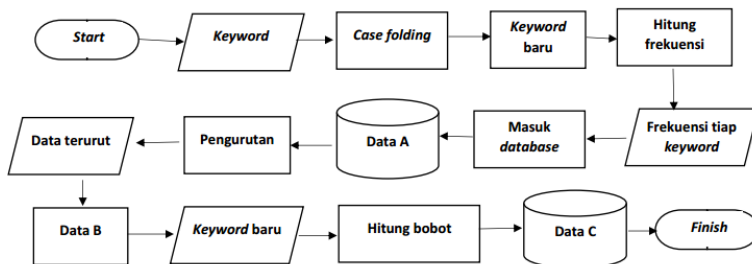 Start
Keyword
Case folding
Keyword
baru
Hitung
frekuensi
Frekuensi tiap
keyword
Masuk
database
Data A
Pengurutan
Data terurut
Data B
Keyword baru
Hitung bobot
Data C
Finish